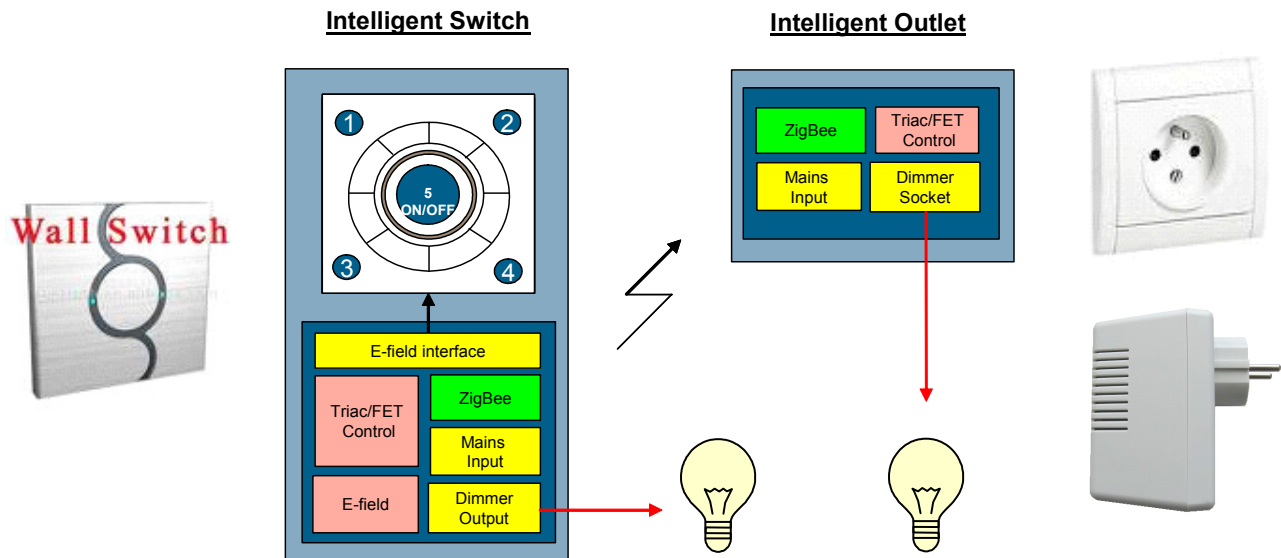 Intelligent Switch
Intelligent Outlet
1
2
5
ON/OFF
3
4
Wall Switch
E-field interface
Triac/FET
Control
ZigBee
Mains
Input
E-field
Dimmer
Output
ZigBee
Triac/FET
Control
Mains
Input
Dimmer
Socket